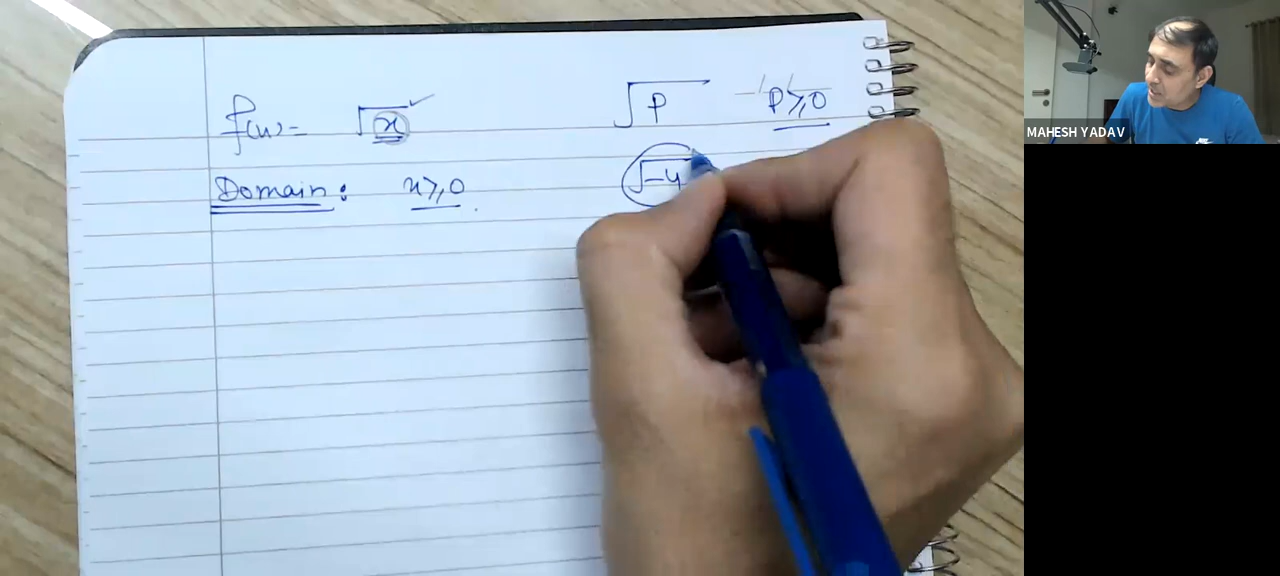 f(x) = √x ✓
Domain: x ≥ 0
√P P ≥ 0
√-4
MAHESH YADAV